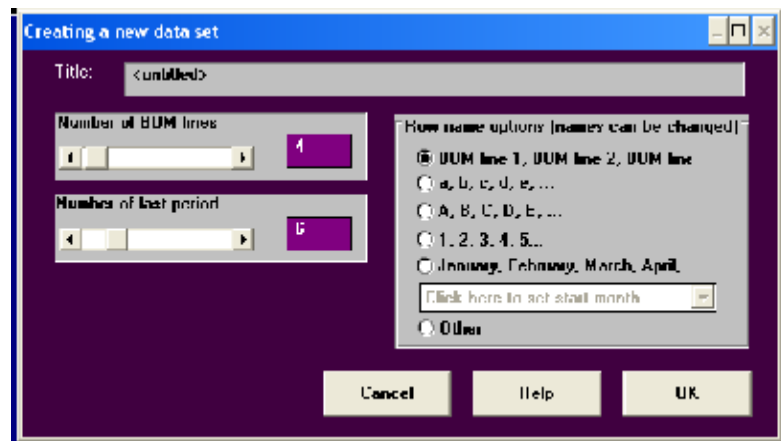 Creating a new data set
Title: <untitled>
Number of BOM lines
4
Number of last period
6
Row name options (names can be changed)
BOM line 1, BOM line 2, BOM line
a, b, c, d, e, ...
A, B, C, D, E, ...
1, 2, 3, 4, 5...
January, February, March, April,
Click here to set start month
Other
Cancel Help OK